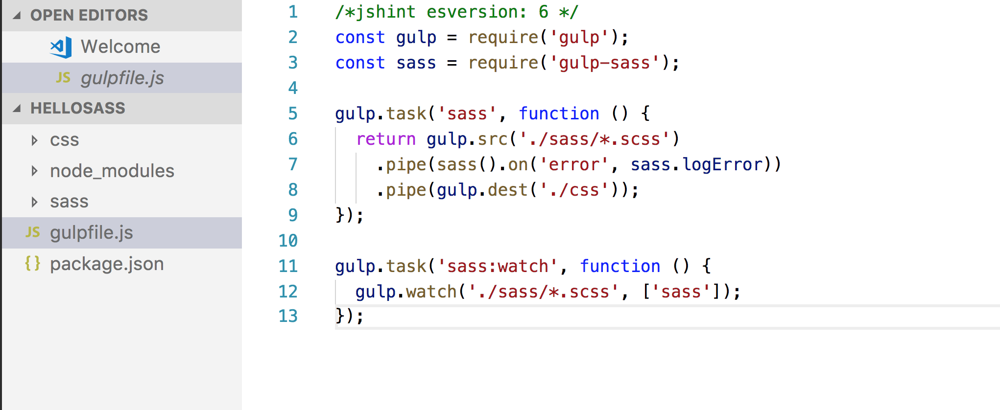 OPEN EDITORS
Welcome
JS gulpfile.js
HELLOSASS
css
node_modules
sass
JS gulpfile.js
{} package.json
1 /*jshint esversion: 6 */
2 const gulp = require('gulp');
3 const sass = require('gulp-sass');
4
5 gulp.task('sass', function () {
6   return gulp.src('./sass/*.scss')
7     .pipe(sass().on('error', sass.logError))
8     .pipe(gulp.dest('./css'));
9 });
10
11 gulp.task('sass:watch', function () {
12   gulp.watch('./sass/*.scss', ['sass']);
13 });